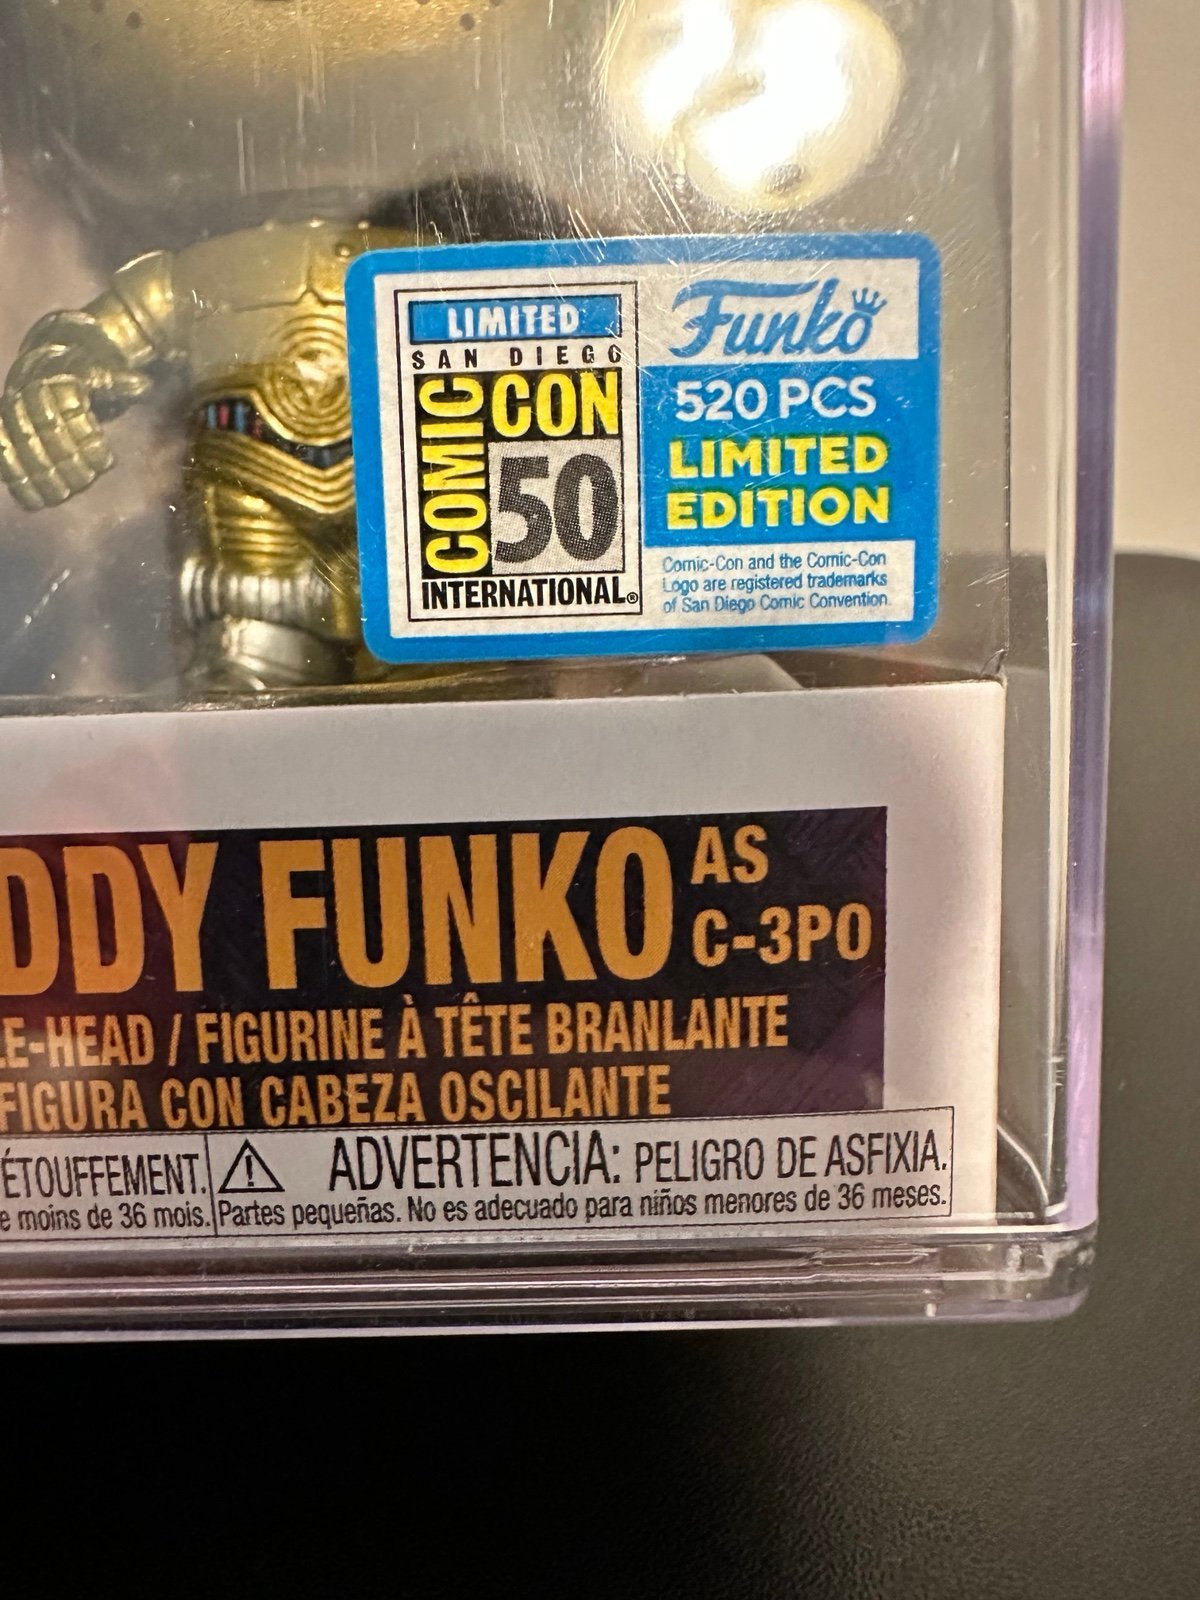 LIMITED
SAN DIEGO
COMIC CON
50
INTERNATIONAL®
Funko
520 PCS
LIMITED
EDITION
Comic-Con and the Comic-Con
Logo are registered trademarks
of San Diego Comic Convention
DDY FUNKO AS
C-3PO
LE-HEAD / FIGURINE À TÊTE BRANLANTE
FIGURA CON CABEZA OSCILANTE
ÉTOUFFEMENT.
e moins de 36 mois.
ADVERTENCIA: PELIGRO DE ASFIXIA.
Partes pequeñas. No es adecuado para niños menores de 36 meses.